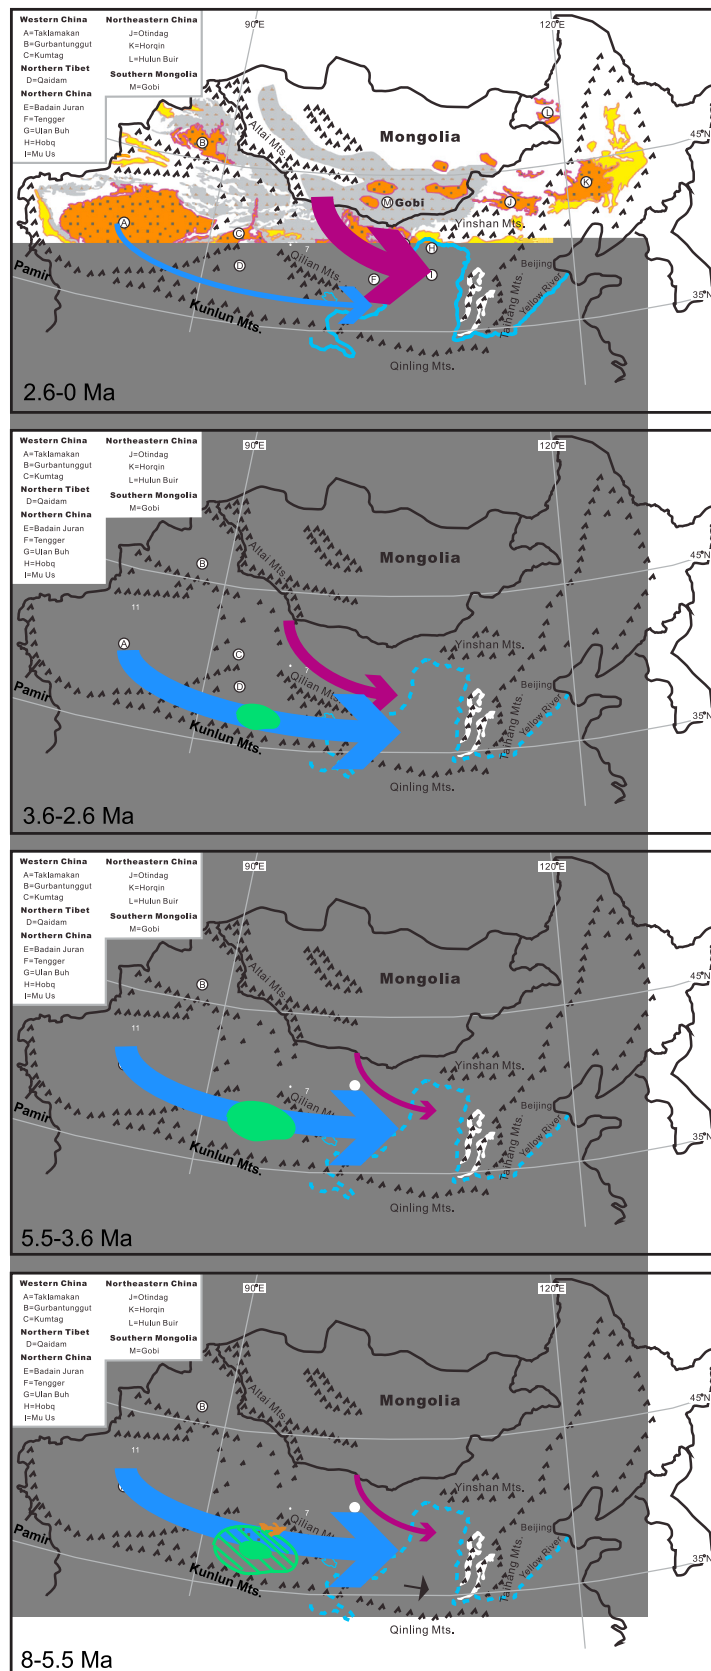 Western China
A=Taklamakan
B=Gurbantunggut
C=Kumtag
Northern Tibet
D=Qaidam
Northern China
E=Badain Juran
F=Tengger
G=Ulan Buh
H=Hobq
I=Mu Us
Northeastern China
J=Otindag
K=Horqin
L=Hulun Buir
Southern Mongolia
M=Gobi
90°E
120°E
Altai Mts.
Mongolia
45°N
L
B
K
M Gobi
J
A
Yinshan Mts.
C
7
H
D
Qilian Mts.
F
I
Beijing
Pamir
Kunlun Mts.
Taihang Mts.
Yellow River
35°N
Qinling Mts.
2.6-0 Ma
Western China
A=Taklamakan
B=Gurbantunggut
C=Kumtag
Northern Tibet
D=Qaidam
Northern China
E=Badain Juran
F=Tengger
G=Ulan Buh
H=Hobq
I=Mu Us
Northeastern China
J=Otindag
K=Horqin
L=Hulun Buir
Southern Mongolia
M=Gobi
90°E
120°E
Altai Mts.
Mongolia
45°N
B
11
A
Yinshan Mts.
C
7
D
Qilian Mts.
Beijing
Pamir
Kunlun Mts.
Taihang Mts.
Yellow River
35°N
Qinling Mts.
3.6-2.6 Ma
Western China
A=Taklamakan
B=Gurbantunggut
C=Kumtag
Northern Tibet
D=Qaidam
Northern China
E=Badain Juran
F=Tengger
G=Ulan Buh
H=Hobq
I=Mu Us
Northeastern China
J=Otindag
K=Horqin
L=Hulun Buir
Southern Mongolia
M=Gobi
90°E
120°E
Altai Mts.
Mongolia
45°N
B
11
Yinshan Mts.
7
Qilian Mts.
Beijing
Pamir
Kunlun Mts.
Taihang Mts.
Yellow River
35°N
Qinling Mts.
5.5-3.6 Ma
Western China
A=Taklamakan
B=Gurbantunggut
C=Kumtag
Northern Tibet
D=Qaidam
Northern China
E=Badain Juran
F=Tengger
G=Ulan Buh
H=Hobq
I=Mu Us
Northeastern China
J=Otindag
K=Horqin
L=Hulun Buir
Southern Mongolia
M=Gobi
90°E
120°E
Altai Mts.
Mongolia
45°N
B
11
Yinshan Mts.
7
Qilian Mts.
Beijing
Pamir
Kunlun Mts.
Taihang Mts.
Yellow River
35°N
Qinling Mts.
8-5.5 Ma